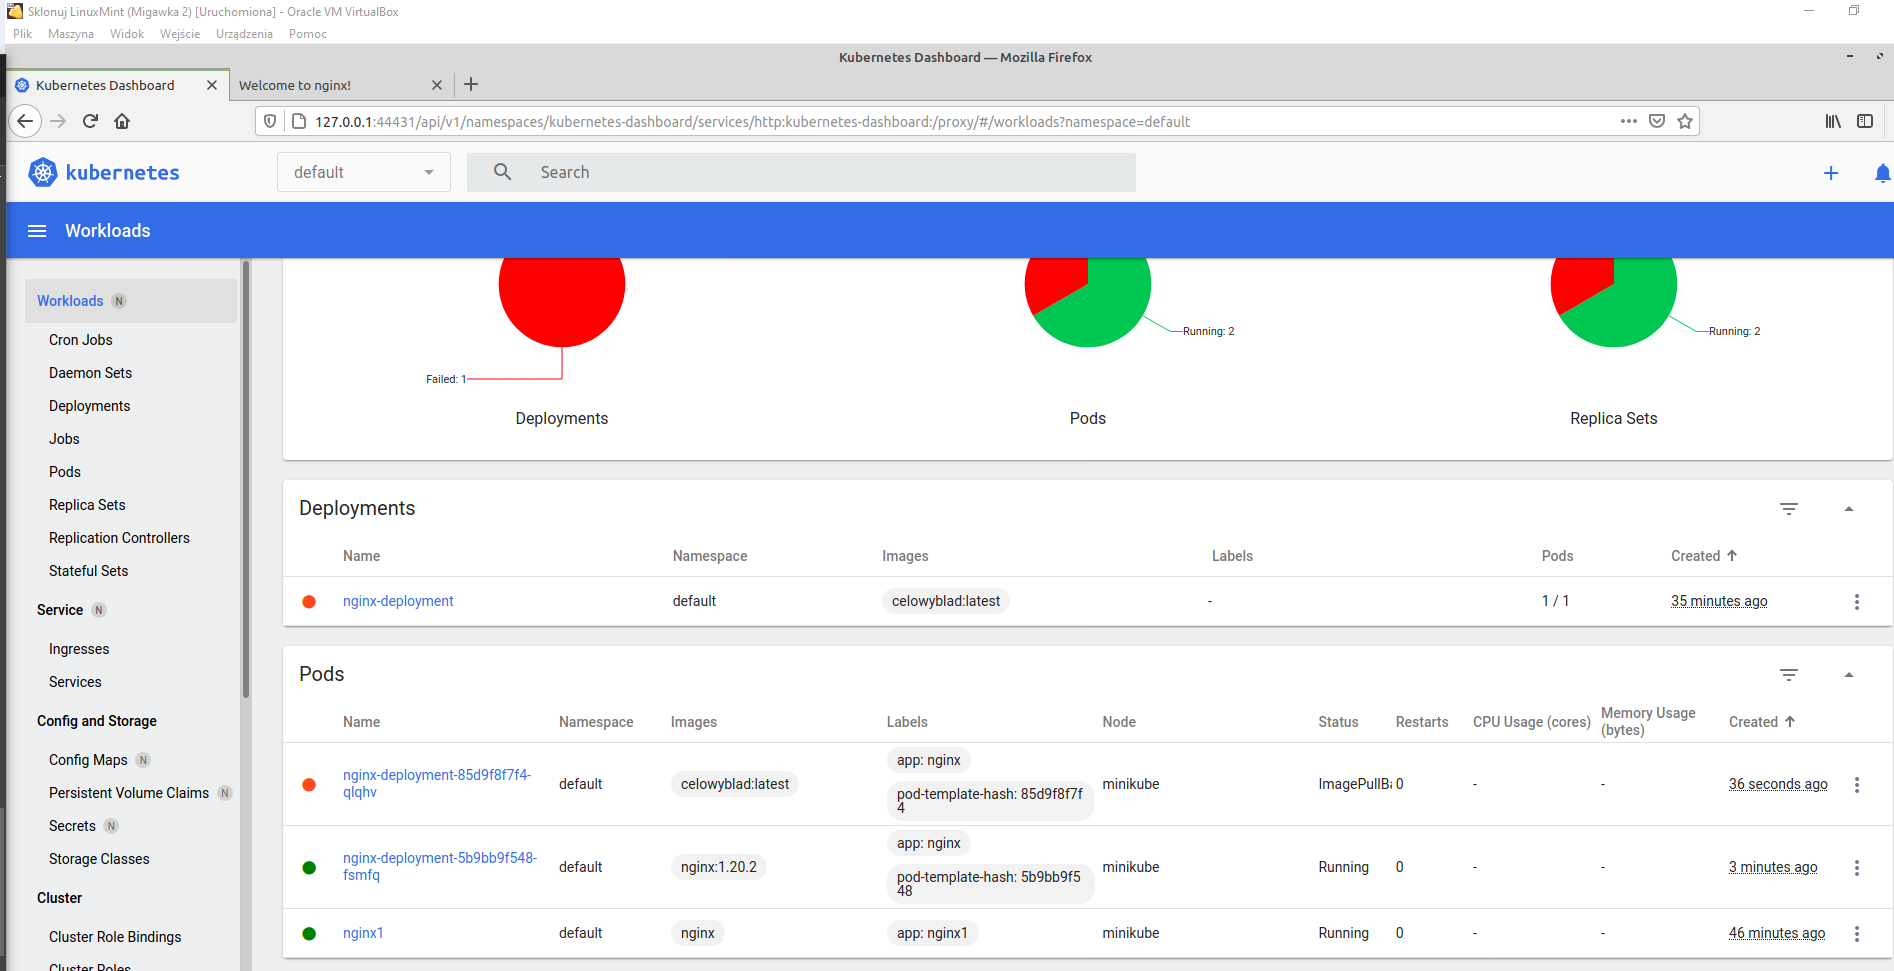 Sklonuj LinuxMint (Migawka 2) [Uruchomiona] - Oracle VM VirtualBox
Plik Maszyna Widok Wejście Urządzenia Pomoc
Kubernetes Dashboard — Mozilla Firefox
Kubernetes Dashboard
Welcome to nginx!
127.0.0.1:44431/api/v1/namespaces/kubernetes-dashboard/services/http:kubernetes-dashboard:/proxy/#/workloads?namespace=default
kubernetes
default
Search
Workloads
Workloads N
Cron Jobs
Daemon Sets
Deployments
Jobs
Pods
Replica Sets
Replication Controllers
Stateful Sets
Service N
Ingresses
Services
Config and Storage
Config Maps N
Persistent Volume Claims N
Secrets N
Storage Classes
Cluster
Cluster Role Bindings
Cluster Roles
Failed: 1
Running: 2
Running: 2
Deployments
Pods
Replica Sets
Deployments
Name Namespace Images Labels Pods Created
nginx-deployment default celowyblad:latest - 1 / 1 35 minutes ago
Pods
Name Namespace Images Labels Node Status Restarts CPU Usage (cores) Memory Usage
(bytes) Created
app: nginx
nginx-deployment-85d9f8f7f4-
qlqhv default celowyblad:latest minikube ImagePullBa 0 - - 36 seconds ago
pod-template-hash: 85d9f8f7f
4
app: nginx
nginx-deployment-5b9bb9f548-
fsmfq default nginx:1.20.2 minikube Running 0 - - 3 minutes ago
pod-template-hash: 5b9bb9f5
48
nginx1 default nginx app: nginx1 minikube Running 0 - - 46 minutes ago